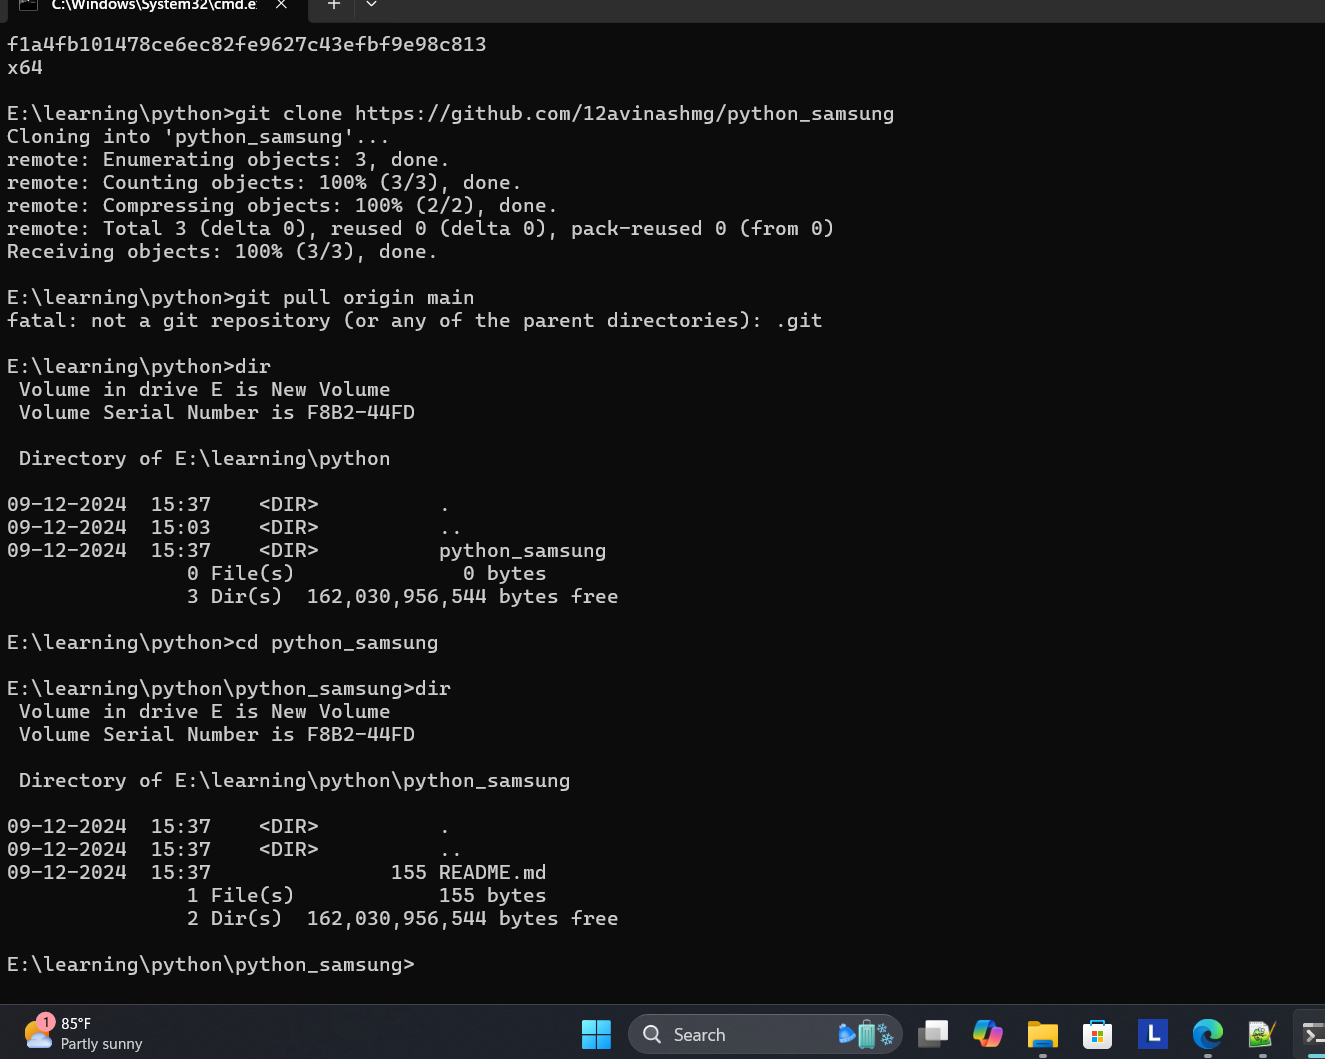 C:\Windows\System32\cmd.e
f1a4fb101478ce6ec82fe9627c43efbf9e98c813
x64
E:\learning\python>git clone https://github.com/12avinashmg/python_samsung
Cloning into 'python_samsung'...
remote: Enumerating objects: 3, done.
remote: Counting objects: 100% (3/3), done.
remote: Compressing objects: 100% (2/2), done.
remote: Total 3 (delta 0), reused 0 (delta 0), pack-reused 0 (from 0)
Receiving objects: 100% (3/3), done.
E:\learning\python>git pull origin main
fatal: not a git repository (or any of the parent directories): .git
E:\learning\python>dir
 Volume in drive E is New Volume
 Volume Serial Number is F8B2-44FD
 Directory of E:\learning\python
09-12-2024  15:37    <DIR>          .
09-12-2024  15:03    <DIR>          ..
09-12-2024  15:37    <DIR>          python_samsung
               0 File(s)              0 bytes
               3 Dir(s)  162,030,956,544 bytes free
E:\learning\python>cd python_samsung
E:\learning\python\python_samsung>dir
 Volume in drive E is New Volume
 Volume Serial Number is F8B2-44FD
 Directory of E:\learning\python\python_samsung
09-12-2024  15:37    <DIR>          .
09-12-2024  15:37    <DIR>          ..
09-12-2024  15:37               155 README.md
               1 File(s)            155 bytes
               2 Dir(s)  162,030,956,544 bytes free
E:\learning\python\python_samsung>
1
85°F
Partly sunny
Search
L